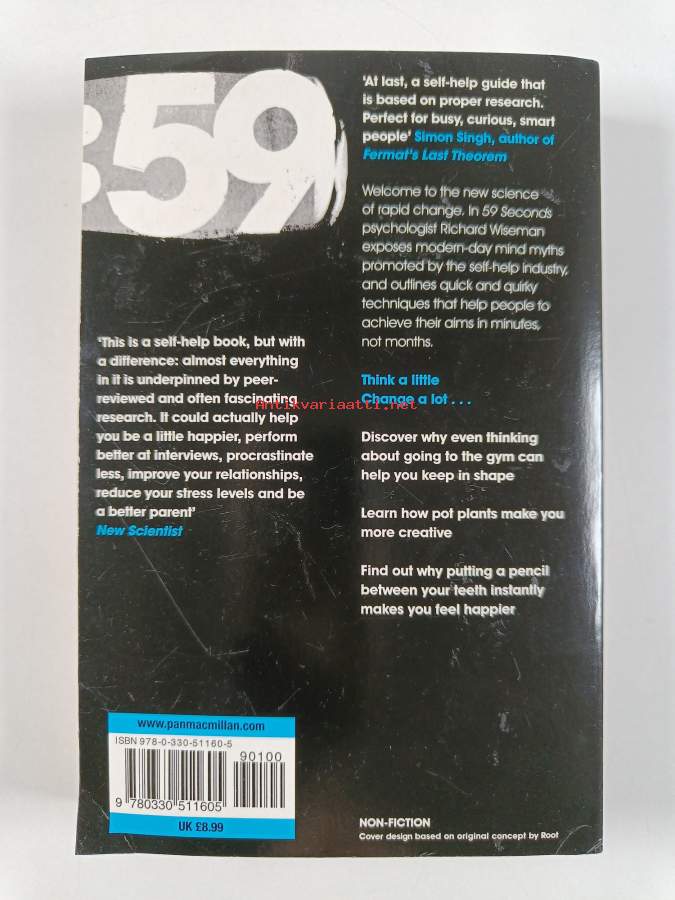 :59
'At last, a self-help guide that
is based on proper research.
Perfect for busy, curious, smart
people' Simon Singh, author of
Fermat's Last Theorem
Welcome to the new science
of rapid change. In 59 Seconds
psychologist Richard Wiseman
exposes modern-day mind myths
promoted by the self-help industry,
and outlines quick and quirky
techniques that help people to
achieve their aims in minutes,
not months.
Think a little
Change a lot . . .
Discover why even thinking
about going to the gym can
help you keep in shape
Learn how pot plants make you
more creative
Find out why putting a pencil
between your teeth instantly
makes you feel happier
'This is a self-help book, but with
a difference: almost everything
in it is underpinned by peer-
reviewed and often fascinating
research. It could actually help
you be a little happier, perform
better at interviews, procrastinate
less, improve your relationships,
reduce your stress levels and be
a better parent'
New Scientist
Antikvariaatti.net
www.panmacmillan.com
ISBN 978-0-330-51160-5
90100
9 780330 511605
UK £8.99
NON-FICTION
Cover design based on original concept by Root